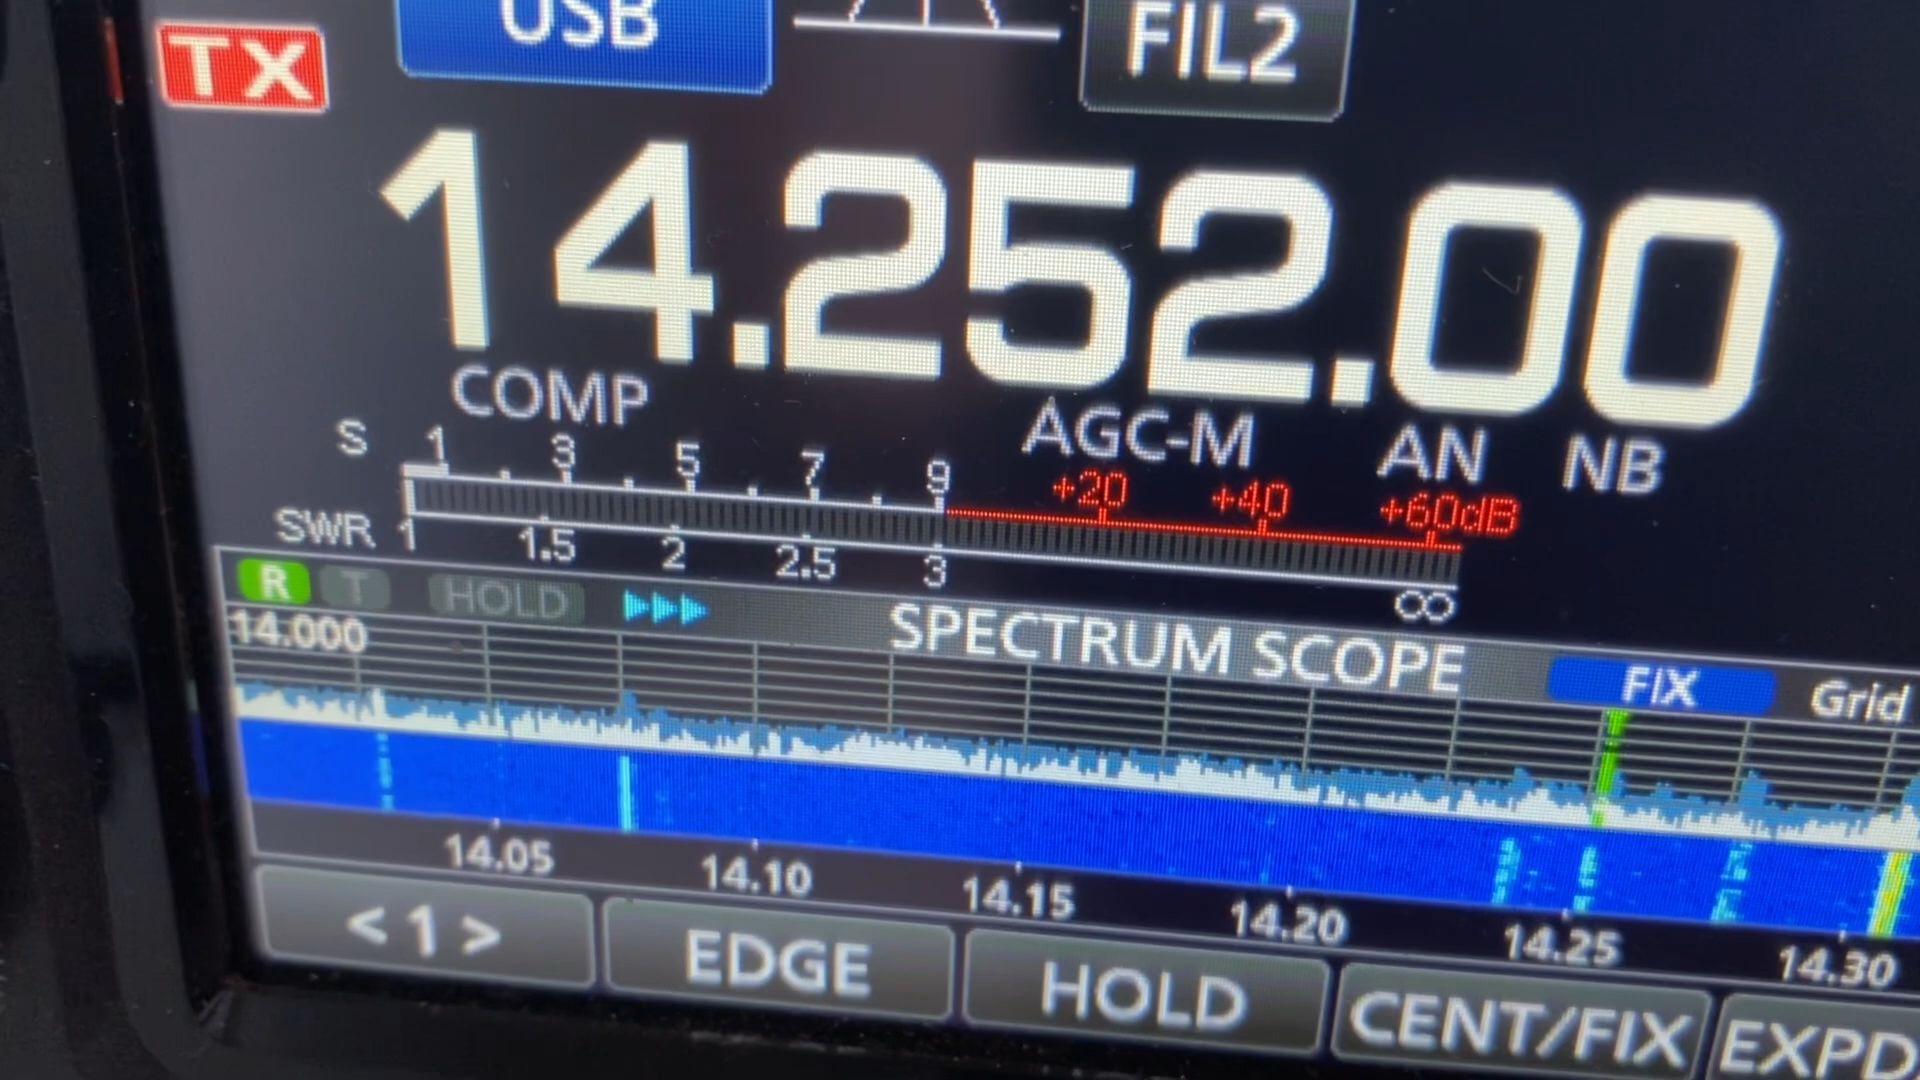 TX USB FIL2
14.252.00
COMP AGC-M AN NB
S 1 3 5 7 9 +20 +40 +60dB
SWR 1 1.5 2 2.5 3 ∞
R T HOLD SPECTRUM SCOPE FIX Grid
14.000
14.05 14.10 14.15 14.20 14.25 14.30
< 1 > EDGE HOLD CENT/FIX EXPD